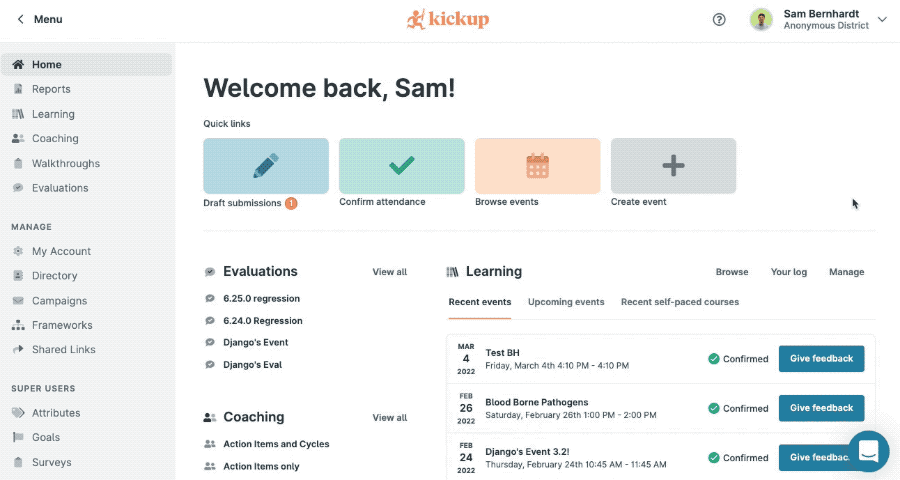 Menu
kickup
Sam Bernhardt
Anonymous District
Home
Reports
Learning
Coaching
Walkthroughs
Evaluations
MANAGE
My Account
Directory
Campaigns
Frameworks
Shared Links
SUPER USERS
Attributes
Goals
Surveys
Welcome back, Sam!
Quick links
Draft submissions 1
Confirm attendance
Browse events
Create event
Evaluations View all
6.25.0 regression
6.24.0 Regression
Django's Event
Django's Eval
Coaching View all
Action Items and Cycles
Action Items only
Learning Browse Your log Manage
Recent events Upcoming events Recent self-paced courses
MAR
4
2022
Test BH
Friday, March 4th 4:10 PM - 4:10 PM
Confirmed
Give feedback
FEB
26
2022
Blood Borne Pathogens
Saturday, February 26th 1:00 PM - 2:00 PM
Confirmed
Give feedback
FEB
24
2022
Django's Event 3.2!
Thursday, February 24th 10:45 AM - 11:45 AM
Confirmed
Give feedbac